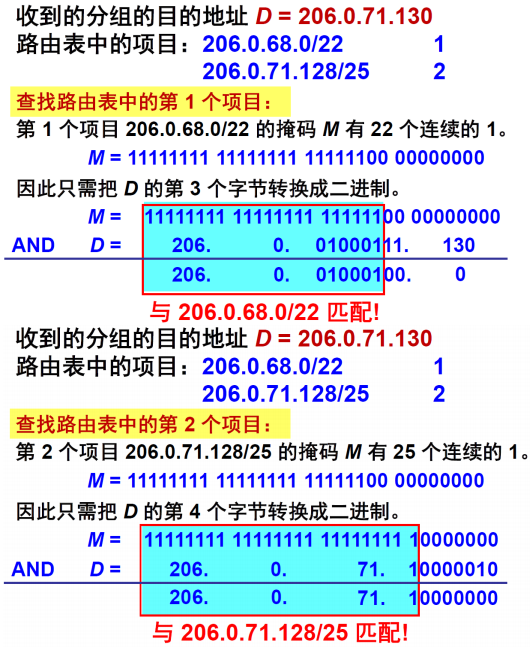 收到的分组的目的地址 D = 206.0.71.130
路由表中的项目：206.0.68.0/22 1
206.0.71.128/25 2
查找路由表中的第 1 个项目：
第 1 个项目 206.0.68.0/22 的掩码 M 有 22 个连续的 1。
M = 11111111 11111111 11111100 00000000
因此只需把 D 的第 3 个字节转换成二进制。
M = 11111111 11111111 11111100 00000000
AND D = 206. 0. 01000111. 130
206. 0. 01000100. 0
与 206.0.68.0/22 匹配!
收到的分组的目的地址 D = 206.0.71.130
路由表中的项目：206.0.68.0/22 1
206.0.71.128/25 2
查找路由表中的第 2 个项目：
第 2 个项目 206.0.71.128/25 的掩码 M 有 25 个连续的 1。
M = 11111111 11111111 11111100 00000000
因此只需把 D 的第 4 个字节转换成二进制。
M = 11111111 11111111 11111111 10000000
AND D = 206. 0. 71. 10000010
206. 0. 71. 10000000
与 206.0.71.128/25 匹配!